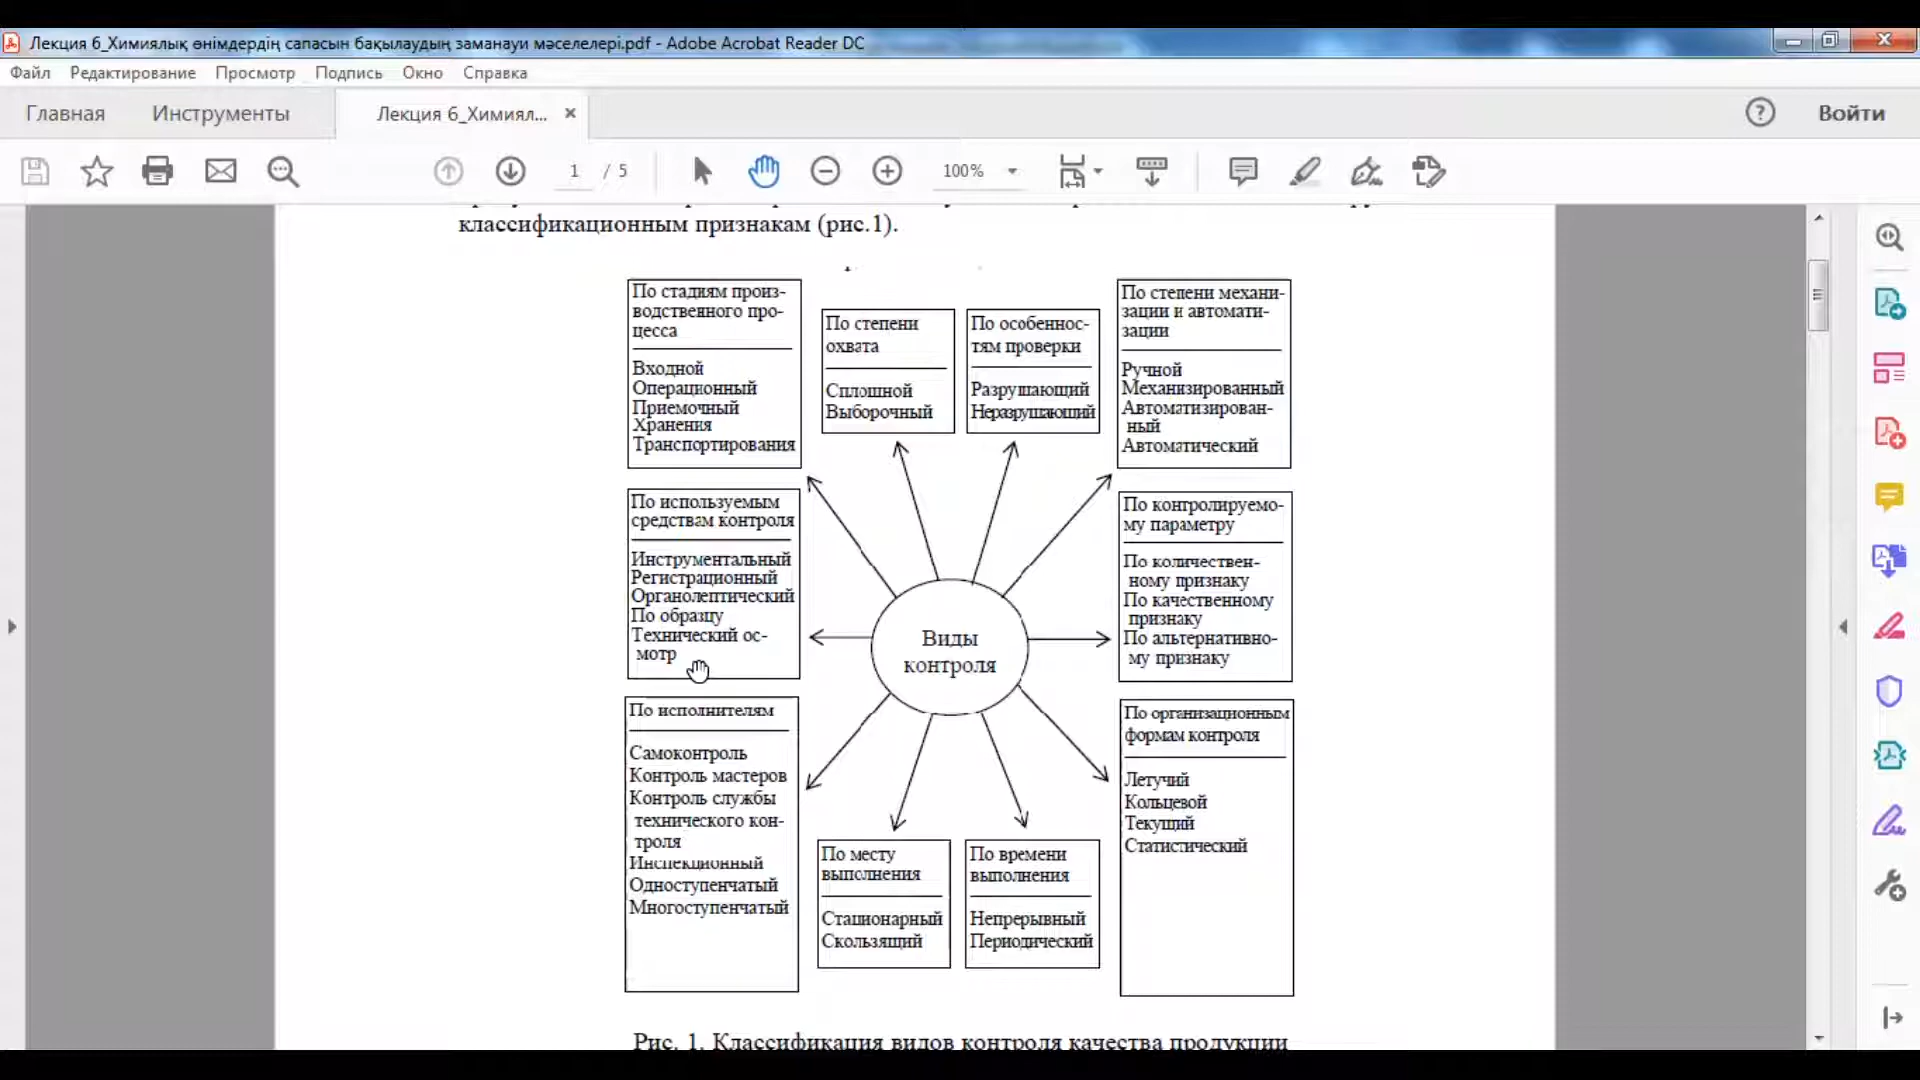 Лекция 6_Химиялық өнімдердің сапасын бақылаудың заманауи мәселелері.pdf - Adobe Acrobat Reader DC
Файл Редактирование Просмотр Подпись Окно Справка
Главная Инструменты Лекция 6_Химиял... × ? Войти
1 / 5 100%
классификационным признакам (рис.1).
По стадиям произ-
водственного про-
цесса
Входной
Операционный
Приемочный
Хранения
Транспортирования
По степени
охвата
Сплошной
Выборочный
По особеннос-
тям проверки
Разрушающий
Неразрушающий
По степени механи-
зации и автомати-
зации
Ручной
Механизированный
Автоматизирован-
ный
Автоматический
По используемым
средствам контроля
Инструментальный
Регистрационный
Органолептический
По образцу
Технический ос-
мотр
Виды
контроля
По контролируемо-
му параметру
По количествен-
ному признаку
По качественному
признаку
По альтернативно-
му признаку
По исполнителям
Самоконтроль
Контроль мастеров
Контроль службы
технического кон-
троля
Инспекционный
Одноступенчатый
Многоступенчатый
По месту
выполнения
Стационарный
Скользящий
По времени
выполнения
Непрерывный
Периодический
По организационным
формам контроля
Летучий
Кольцевой
Текущий
Статистический
Рис. 1. Классификация видов контроля качества продукции